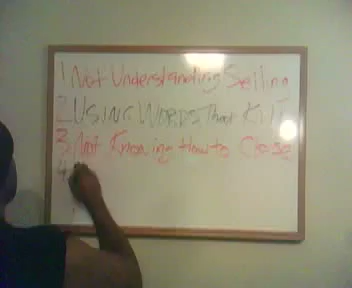 1 Not Understanding Selling
2 USING WORDS That Kill
3 Not Knowing How to Close
4